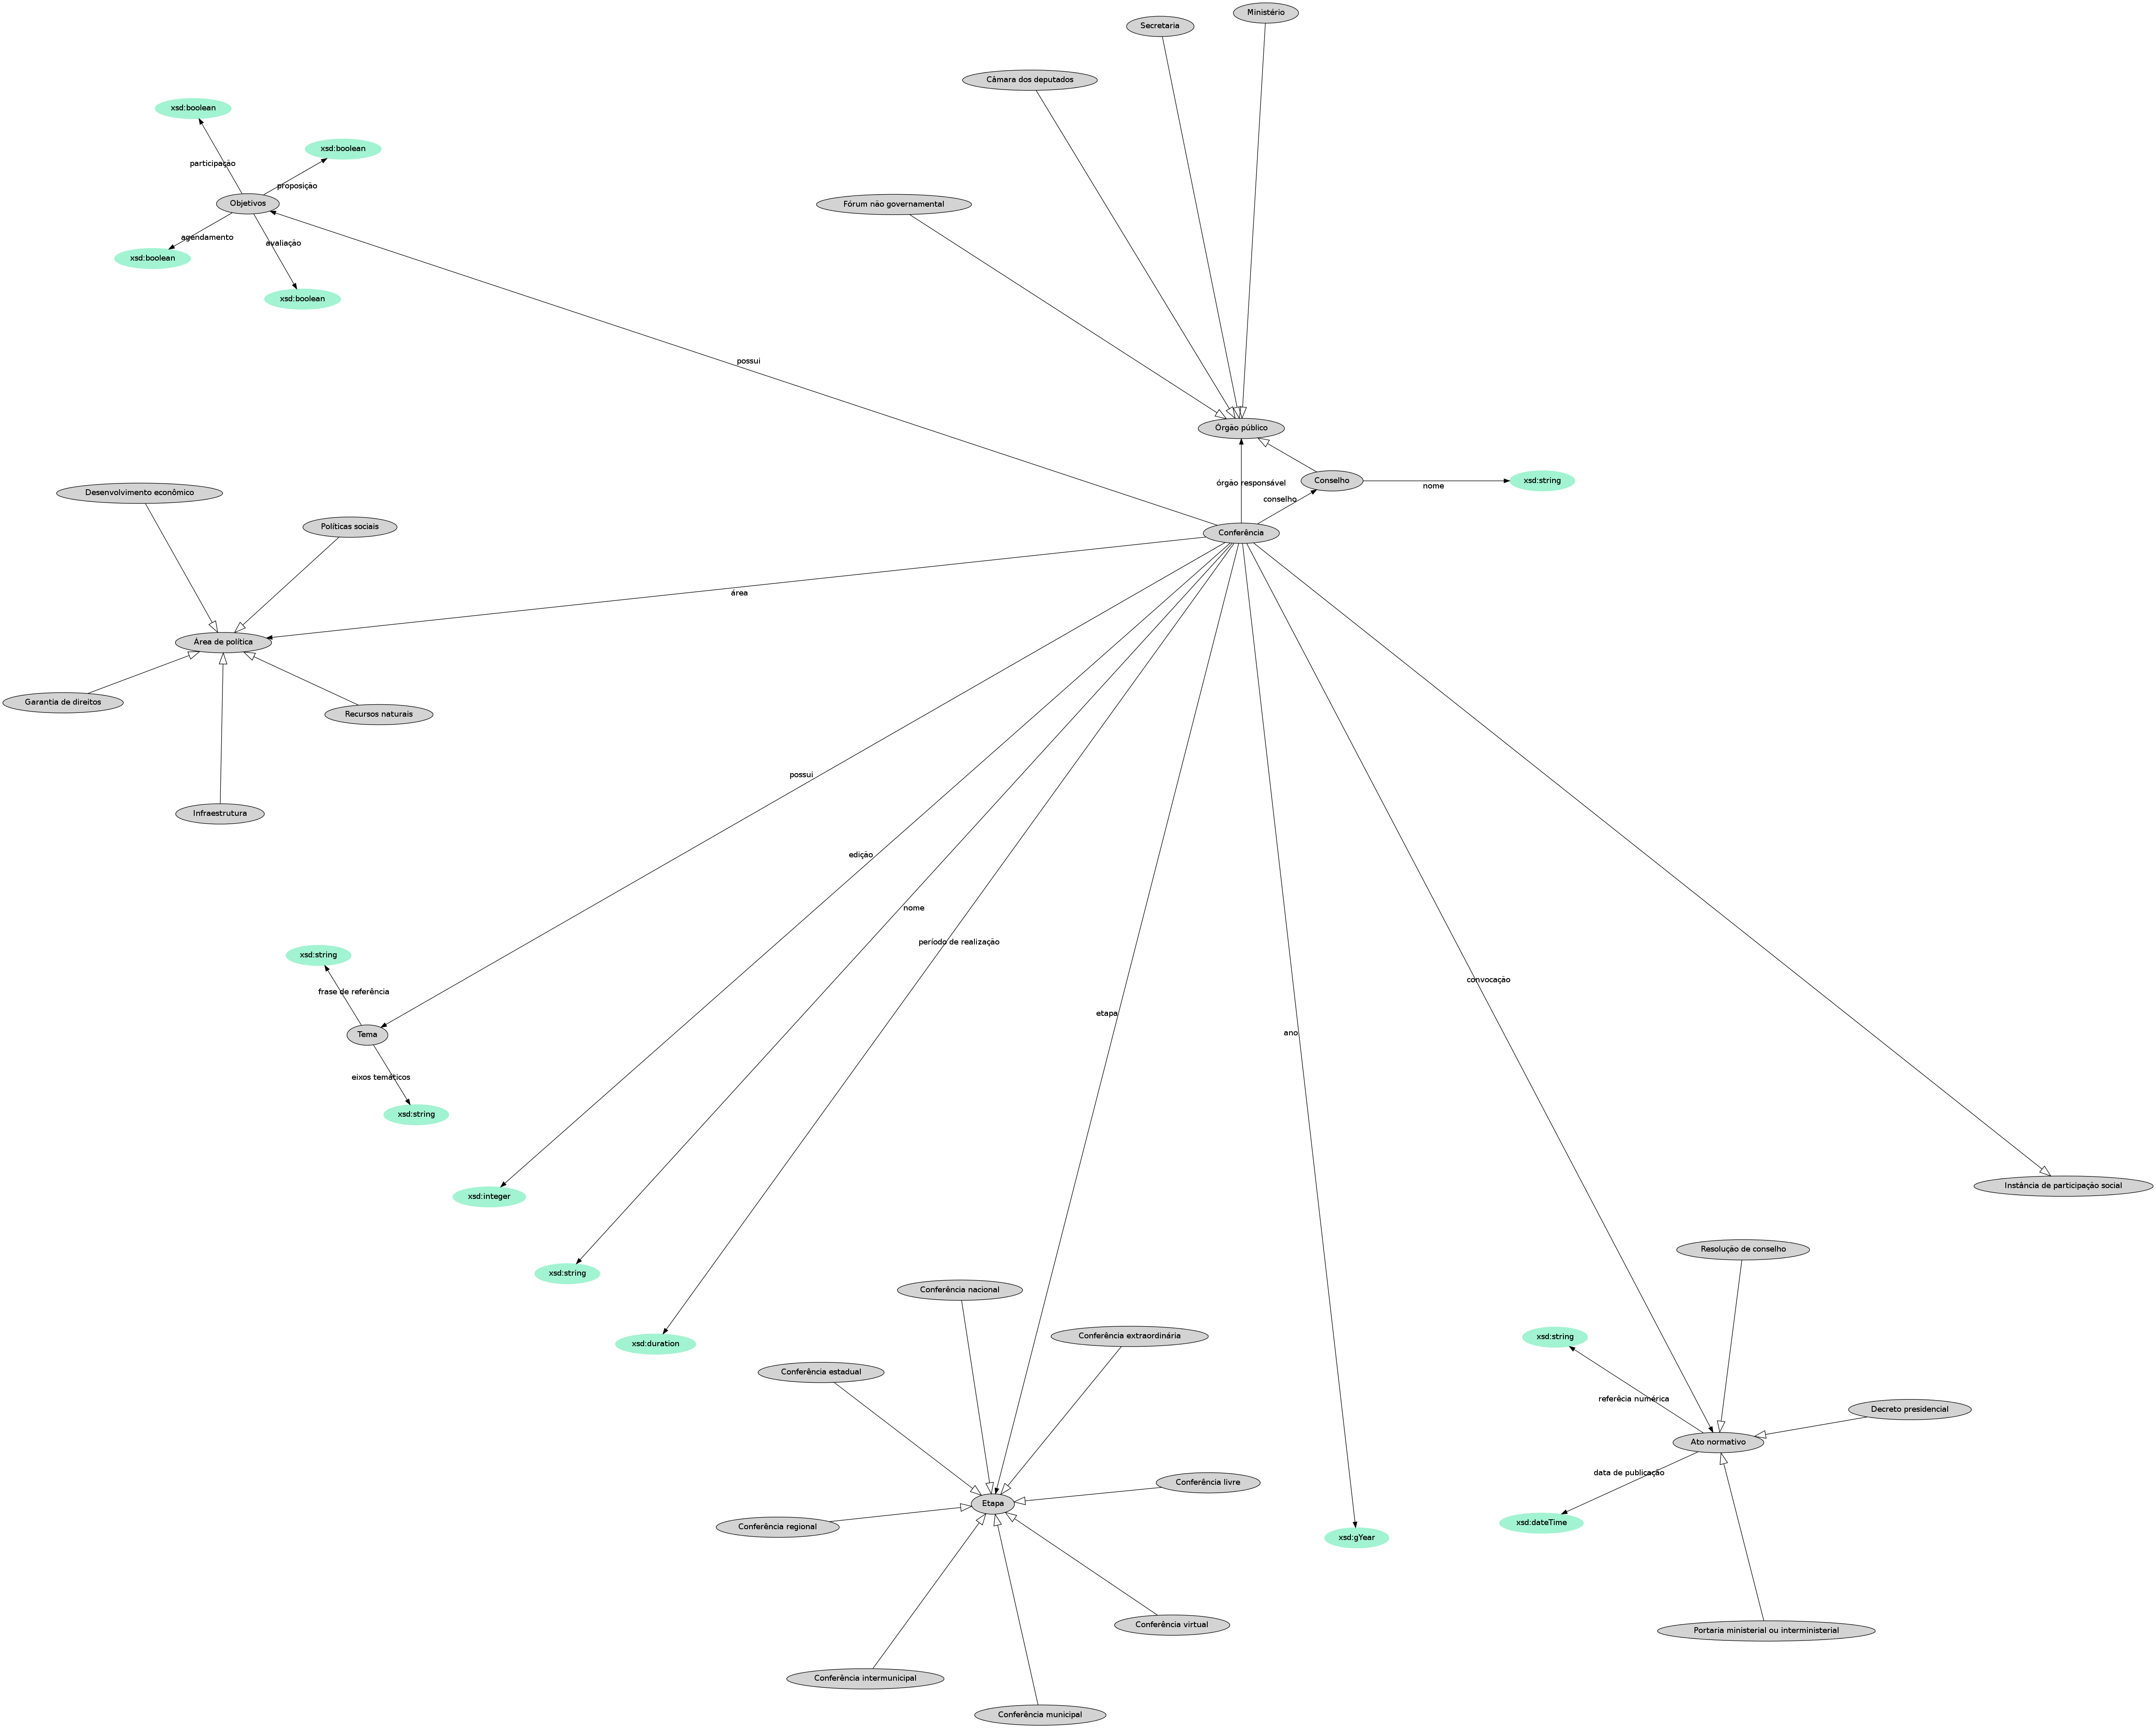 Ministério
Secretaria
Câmara dos deputados
xsd:boolean
xsd:boolean
participação
proposição
Objetivos
Fórum não governamental
agendamento
avaliação
xsd:boolean
xsd:boolean
possui
Órgão público
órgão responsável
Conselho
nome
xsd:string
conselho
Conferência
Desenvolvimento econômico
Políticas sociais
área
Área de política
Garantia de direitos
Recursos naturais
Infraestrutura
possui
edição
nome
período de realização
xsd:string
frase de referência
Tema
eixos temáticos
xsd:string
etapa
ano
convocação
xsd:integer
Instância de participação social
xsd:string
xsd:duration
Conferência nacional
Conferência extraordinária
Conferência estadual
Resolução de conselho
xsd:string
referêcia numérica
Decreto presidencial
Ato normativo
data de publicação
Conferência livre
Etapa
Conferência regional
xsd:gYear
xsd:dateTime
Conferência virtual
Portaria ministerial ou interministerial
Conferência intermunicipal
Conferência municipal